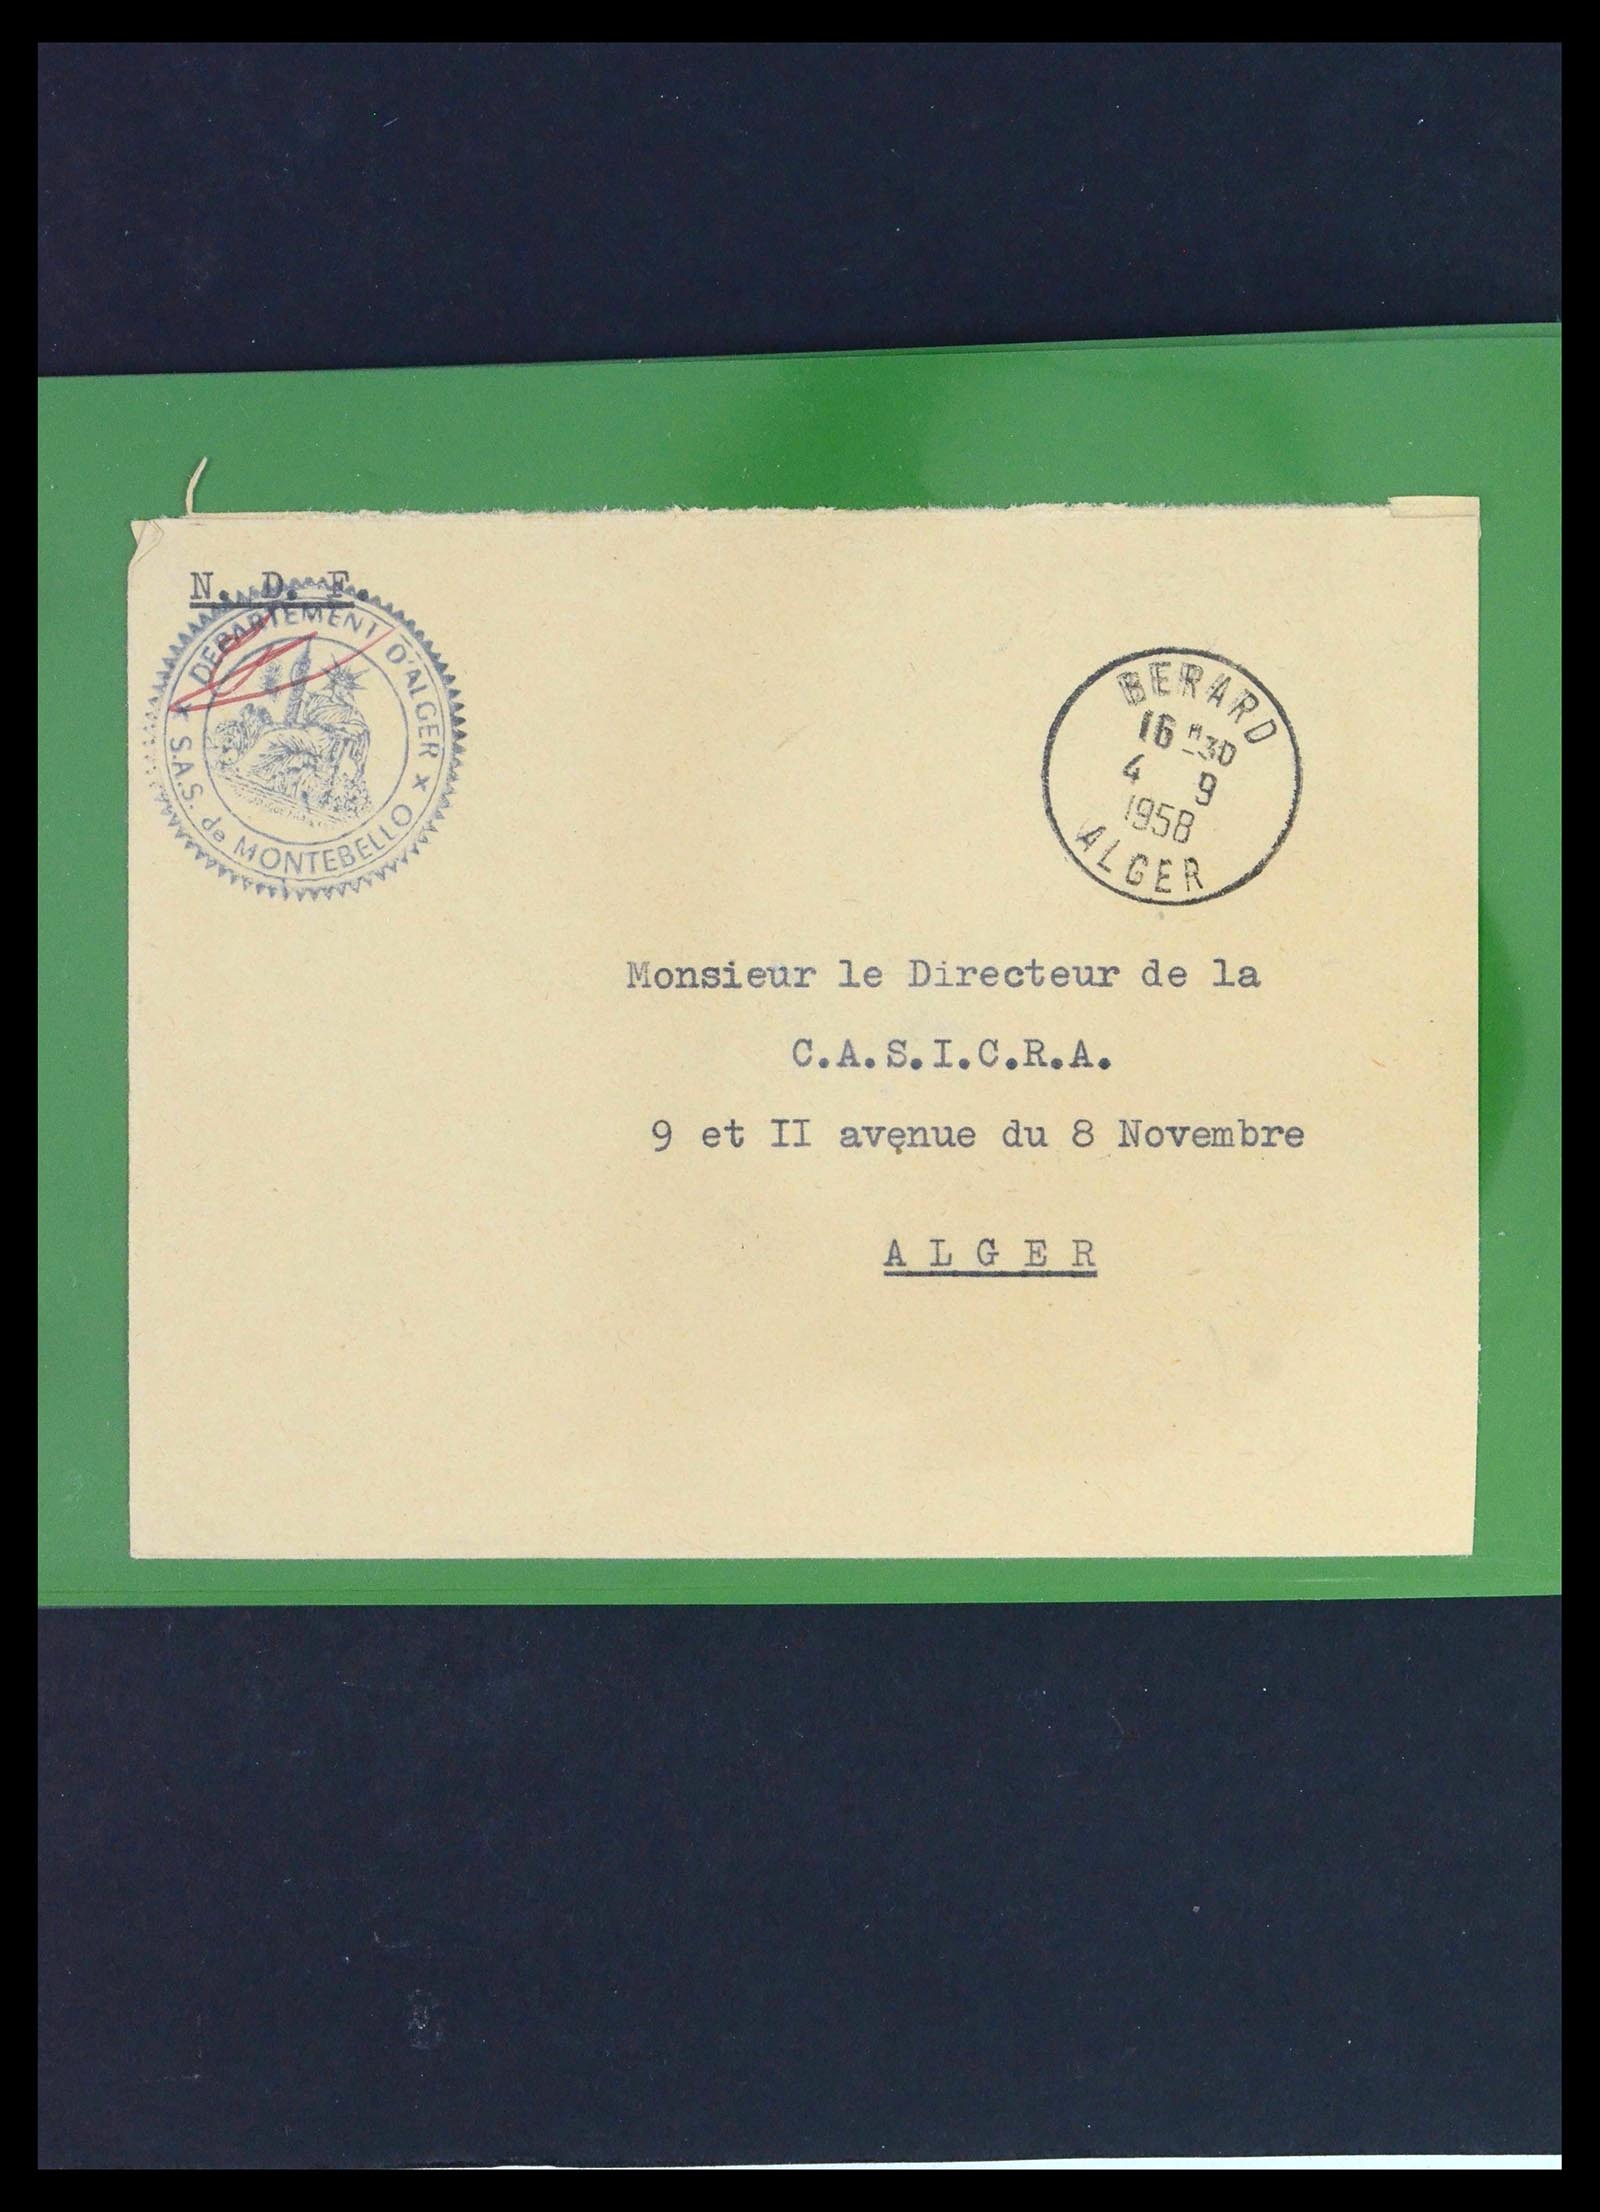 N. D. F.
DEPARTEMENT D'ALGER
S.A.S. de MONTEBELLO
BERARD
16 H30
4 9
1958
ALGER
Monsieur le Directeur de la
C.A.S.I.C.R.A.
9 et II avenue du 8 Novembre
ALGER